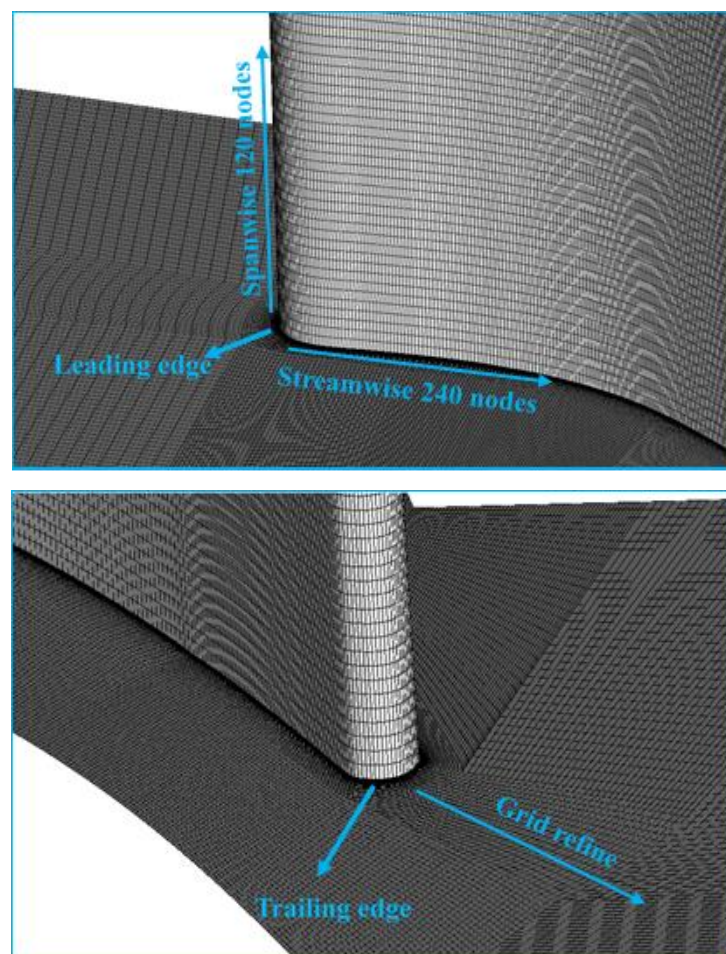 Spanwise 120 nodes
Leading edge
Streamwise 240 nodes
Grid refine
Trailing edge